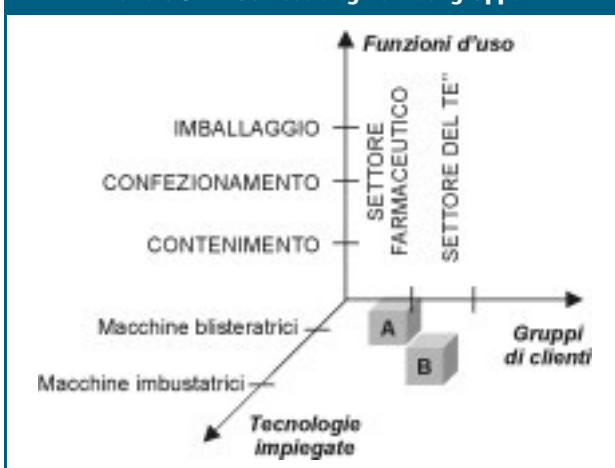 Funzioni d'uso
IMBALLAGGIO
CONFEZIONAMENTO
CONTENIMENTO
SETTORE
FARMACEUTICO
SETTORE DEL TE"
Macchine blisteratrici
Macchine imbustatrici
A
B
Gruppi
di clienti
Tecnologie
impiegate